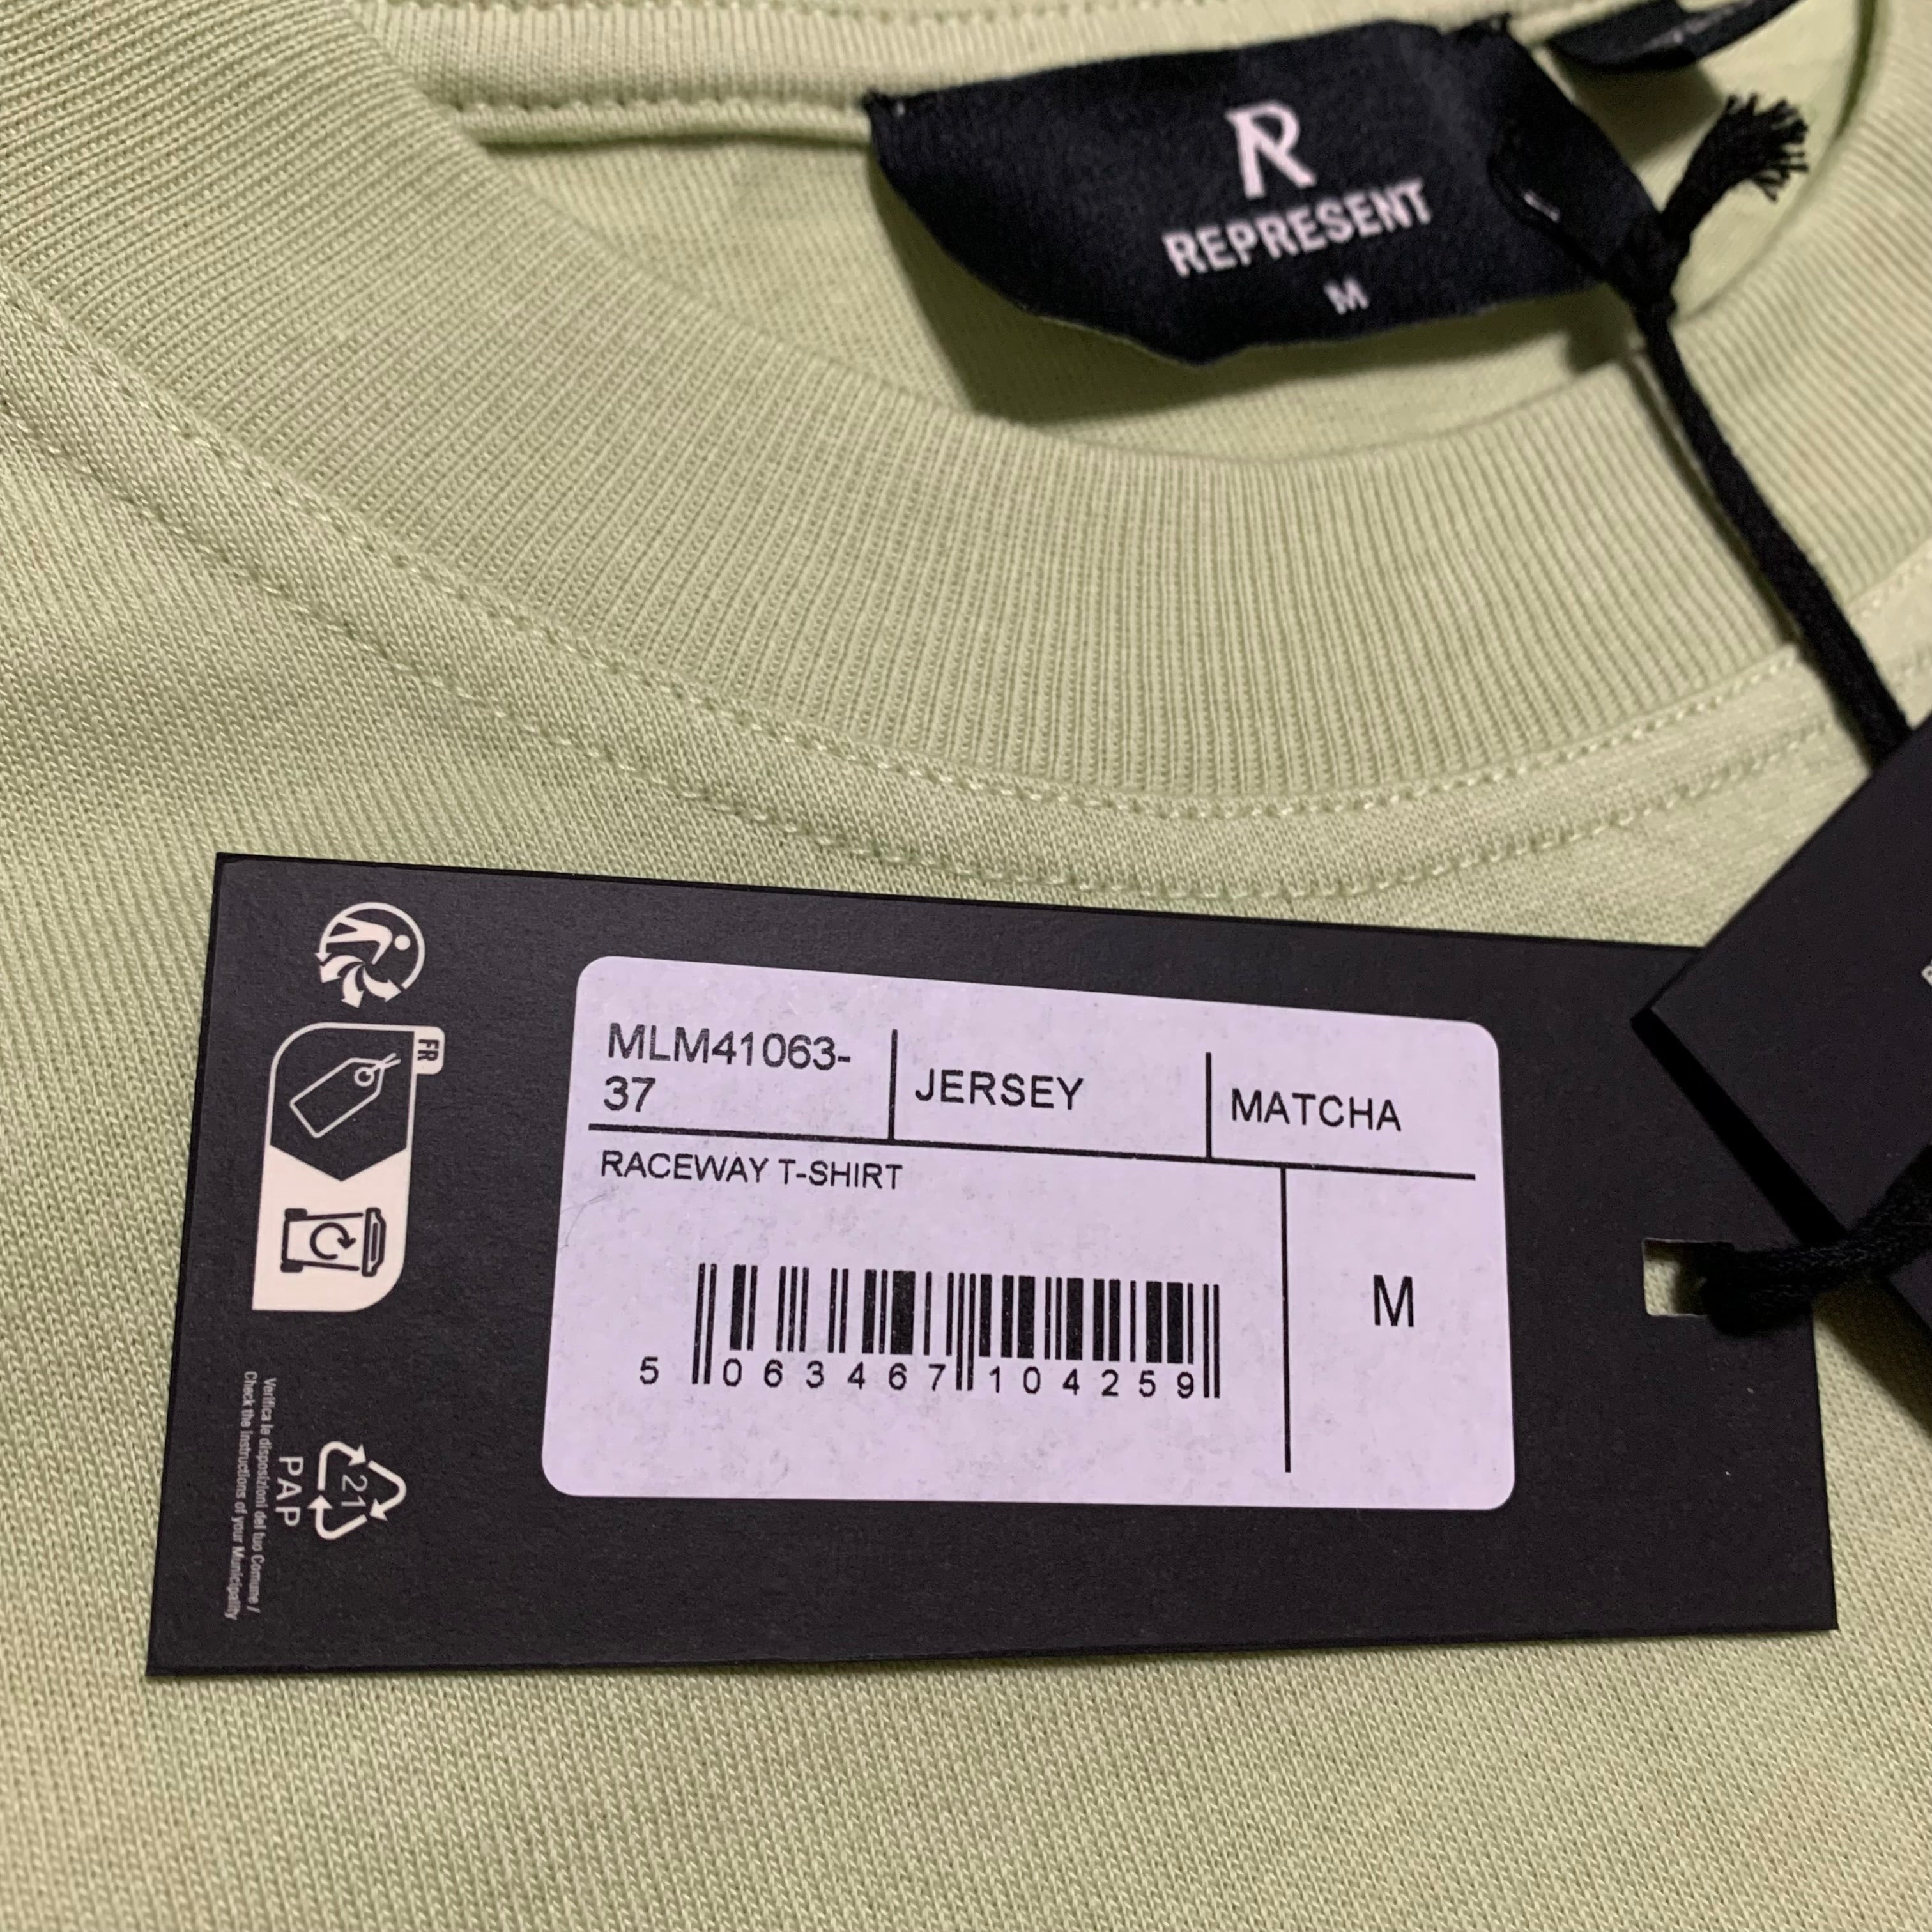 R
REPRESENT
M
MLM41063-
37
JERSEY
MATCHA
RACEWAY T-SHIRT
M
5 063467 104259
FR
21
PAP
Verifica le disposizioni del tuo Comune /
Check the instructions of your Municipality